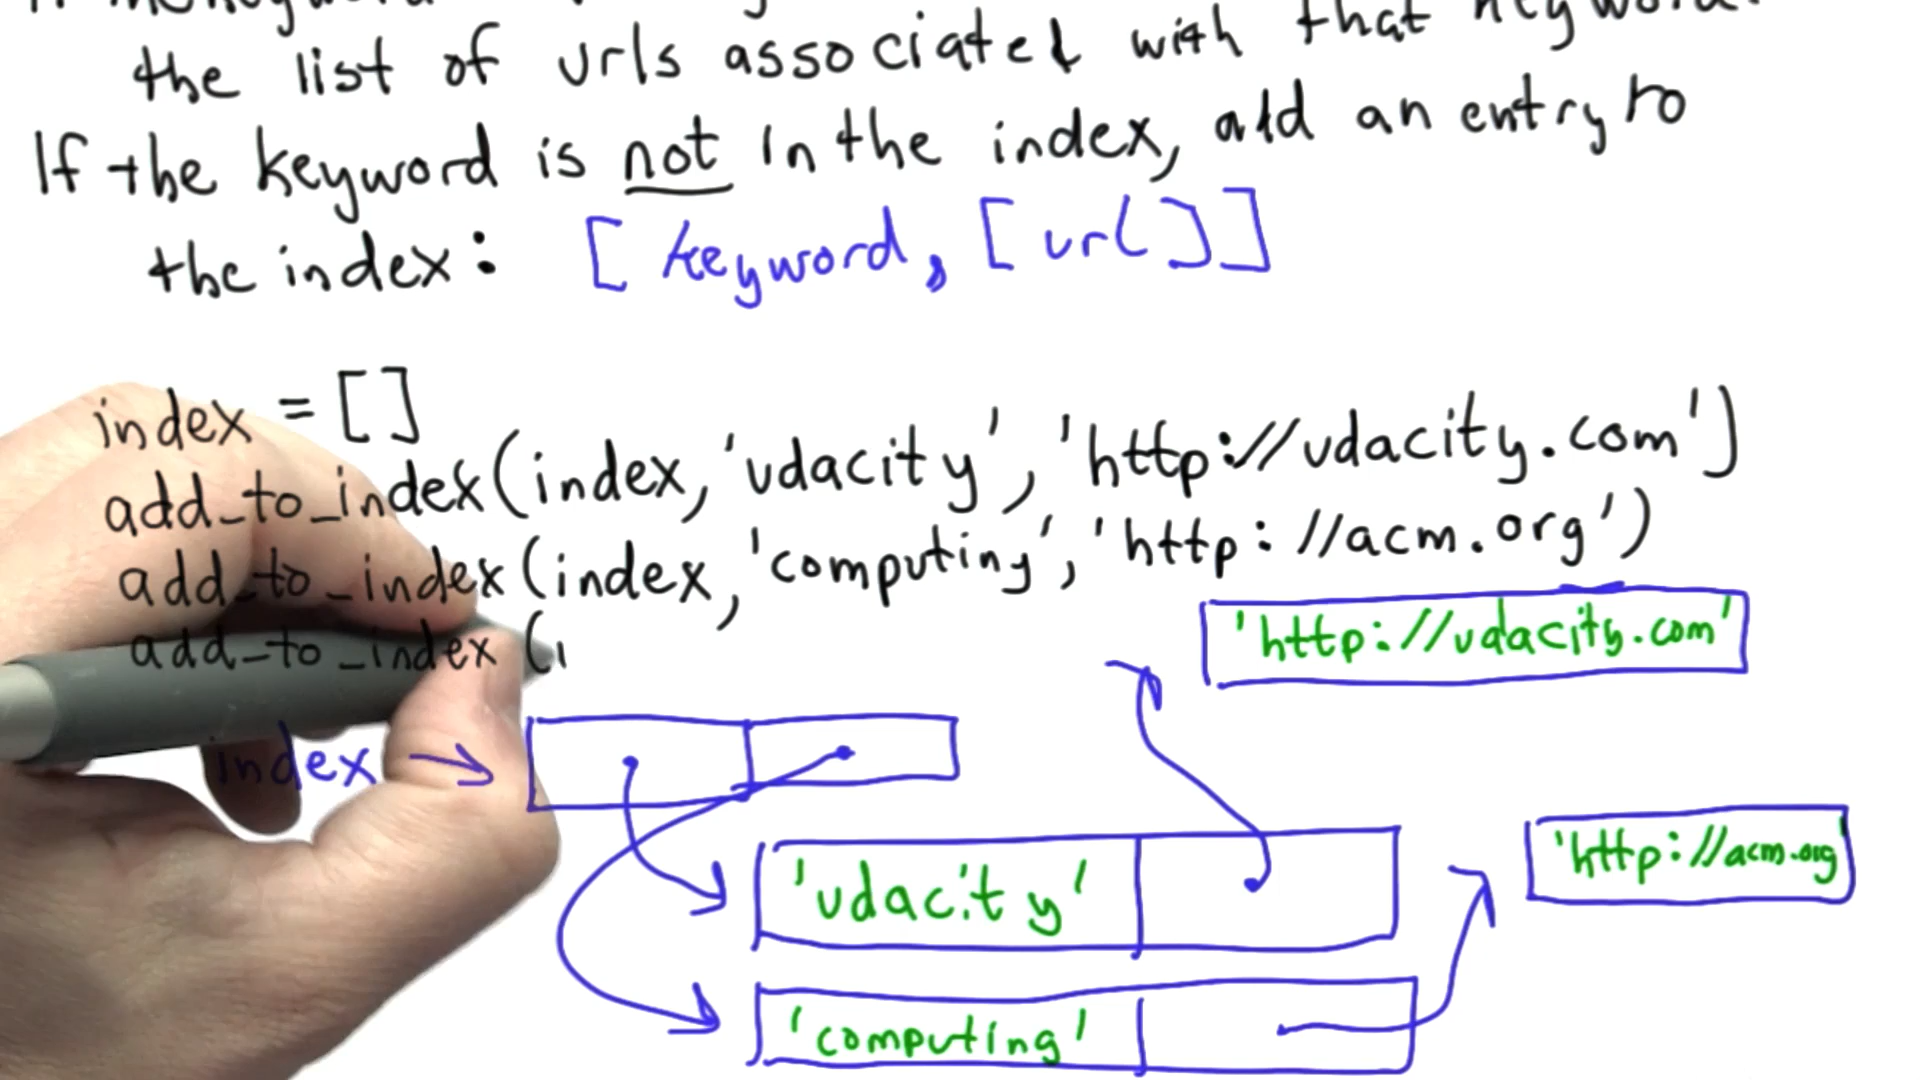 the list of urls associated with that keyword.
If the keyword is not in the index, add an entry to
the index: [keyword, [url]]
index = []
add_to_index(index,'udacity', 'http://udacity.com')
add_to_index(index,'computing', 'http://acm.org')
add_to_index(i
'http://udacity.com'
index
'udacity'
'http://acm.org
'computing'